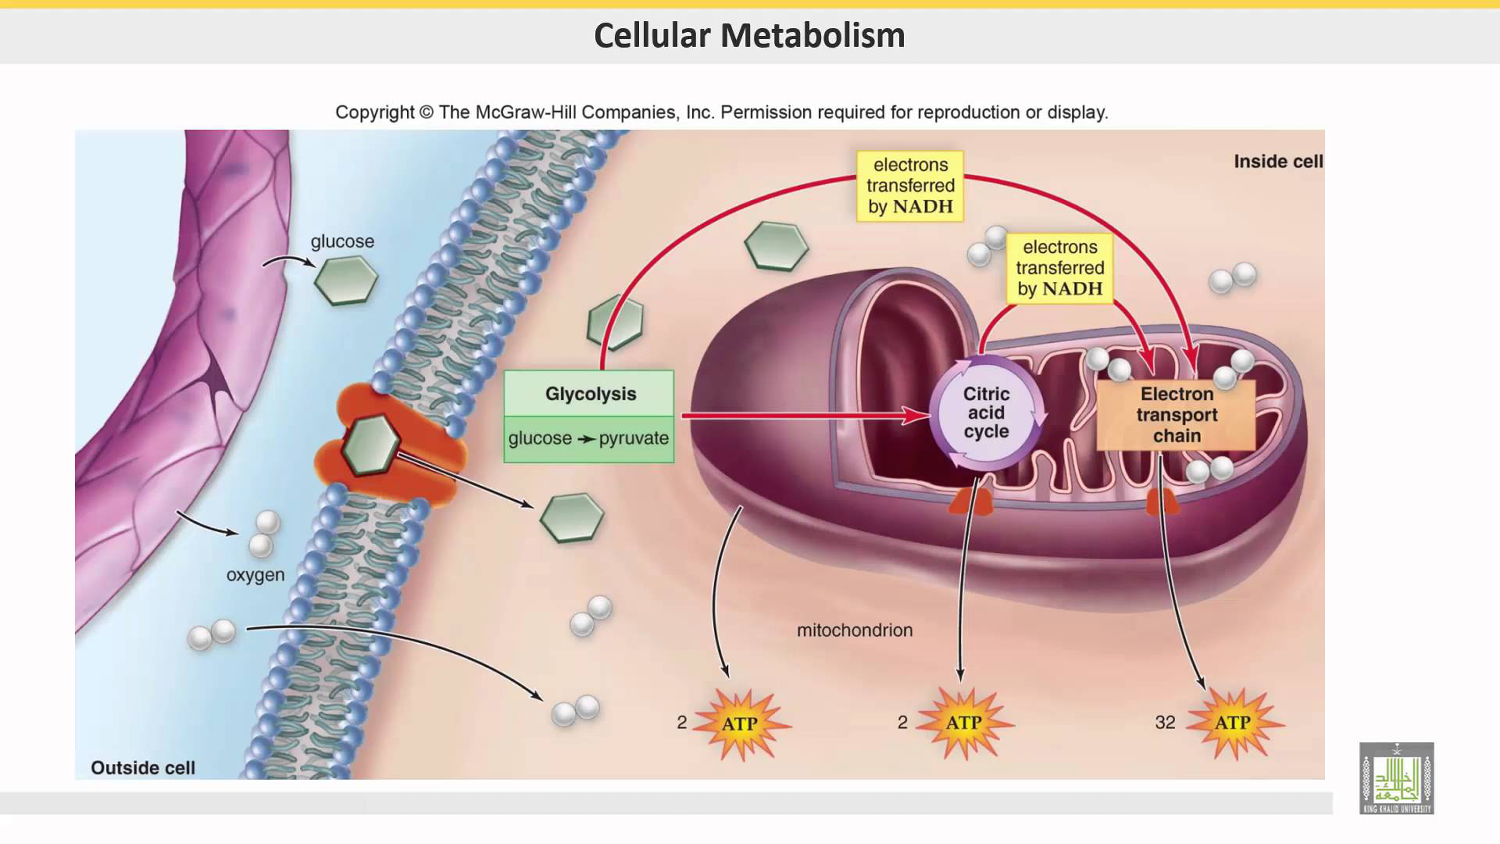 Cellular Metabolism
Copyright © The McGraw-Hill Companies, Inc. Permission required for reproduction or display.
Inside cell
electrons
transferred
by NADH
electrons
transferred
by NADH
glucose
Glycolysis
glucose → pyruvate
Citric
acid
cycle
Electron
transport
chain
oxygen
mitochondrion
2 ATP
2 ATP
32 ATP
Outside cell
KING KHALID UNIVERSITY